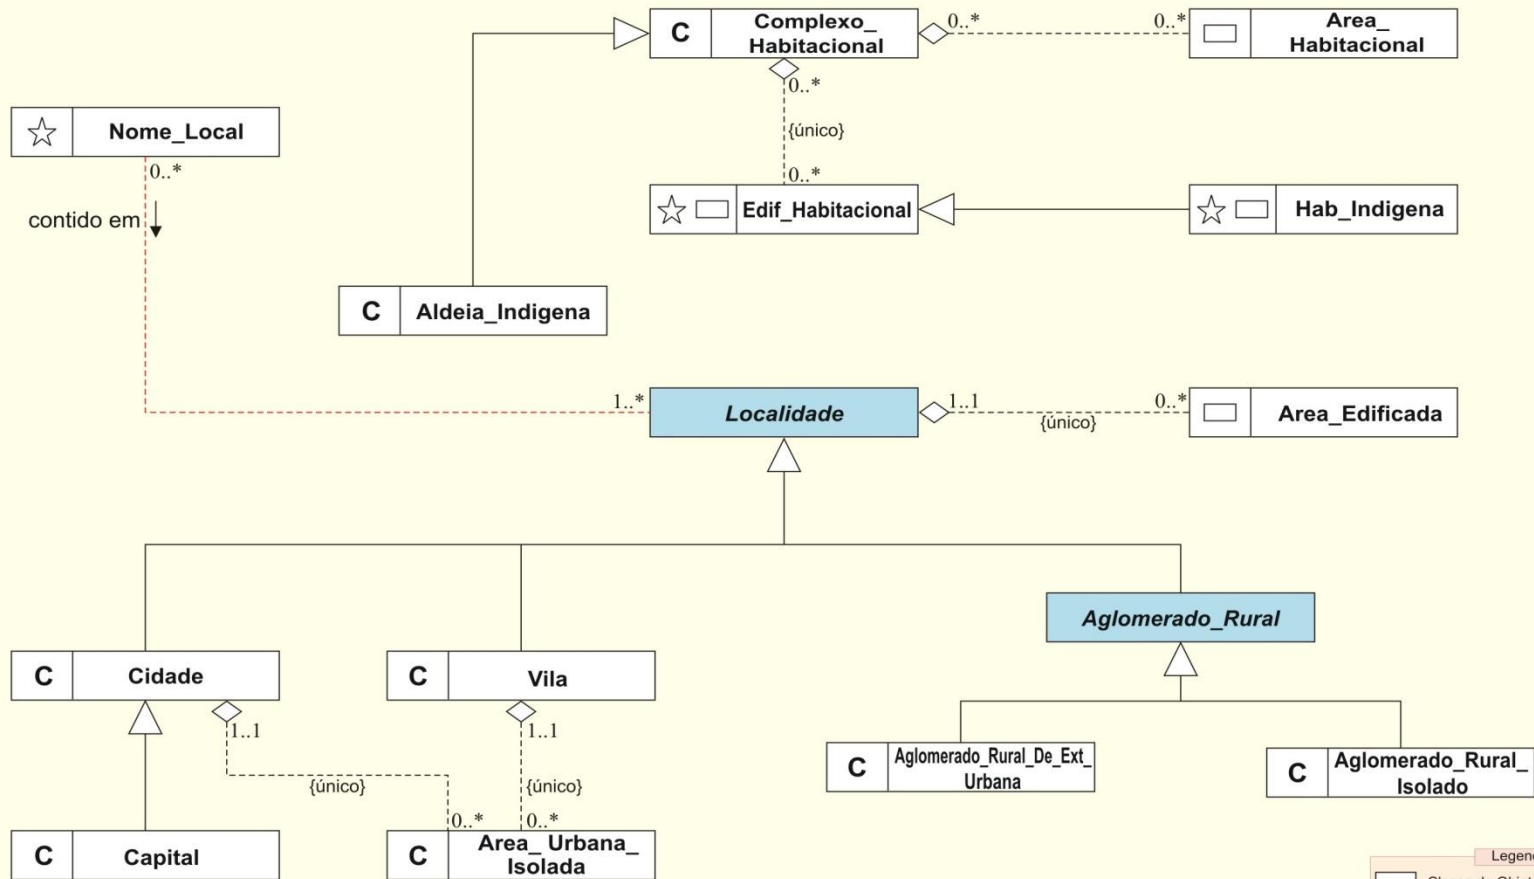 C
Complexo_
Habitacional
0..*
0..*
Area_
Habitacional
0..*
{único}
0..*
Nome_Local
0..*
contido em
Edif_Habitacional
Hab_Indigena
C
Aldeia_Indigena
1..*
Localidade
1..1
{único}
0..*
Area_Edificada
Aglomerado_Rural
C
Cidade
C
Vila
1..1
1..1
{único}
{único}
0..*
0..*
C
Aglomerado_Rural_De_Ext_
Urbana
C
Aglomerado_Rural_
Isolado
C
Capital
C
Area_ Urbana_
Isolada